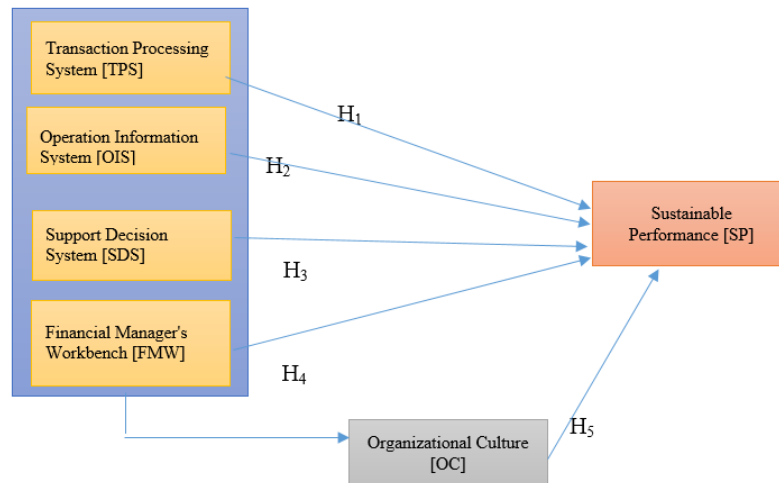 Transaction Processing
System [TPS]
H1
Operation Information
System [OIS]
H2
Sustainable
Performance [SP]
Support Decision
System [SDS]
H3
Financial Manager's
Workbench [FMW]
H4
Organizational Culture
[OC]
H5